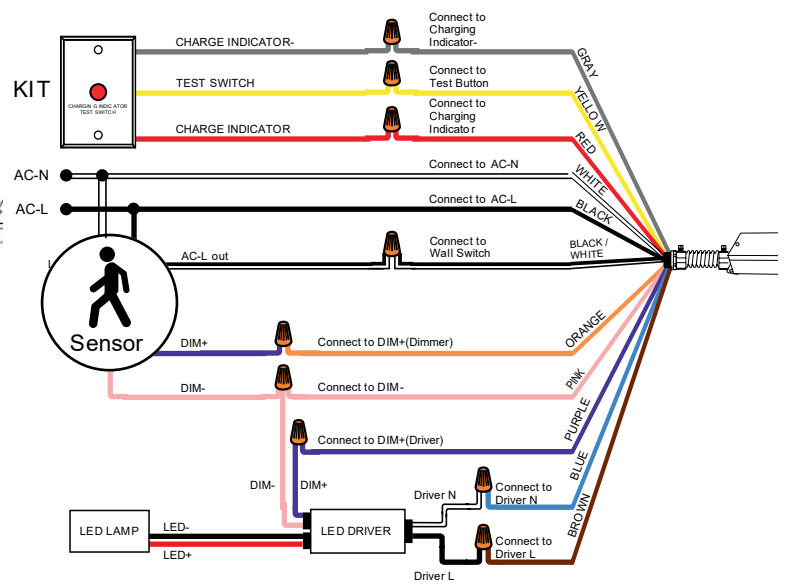 KIT
CHARGIN G INDIC ATOR
TEST SWITCH
CHARGE INDICATOR-
Connect to
Charging
Indicator-
GRAY
TEST SWITCH
Connect to
Test Button
YELLOW
CHARGE INDICATOR
Connect to
Charging
Indicator
RED
AC-N
Connect to AC-N
WHITE
AC-L
Connect to AC-L
BLACK
AC-L out
Connect to
Wall Switch
BLACK /
WHITE
Sensor
DIM+
Connect to DIM+(Dimmer)
ORANGE
DIM-
Connect to DIM-
PINK
Connect to DIM+(Driver)
PURPLE
DIM-
DIM+
BLUE
Driver N
Connect to
Driver N
BROWN
LED LAMP
LED-
LED+
LED DRIVER
Connect to
Driver L
Driver L